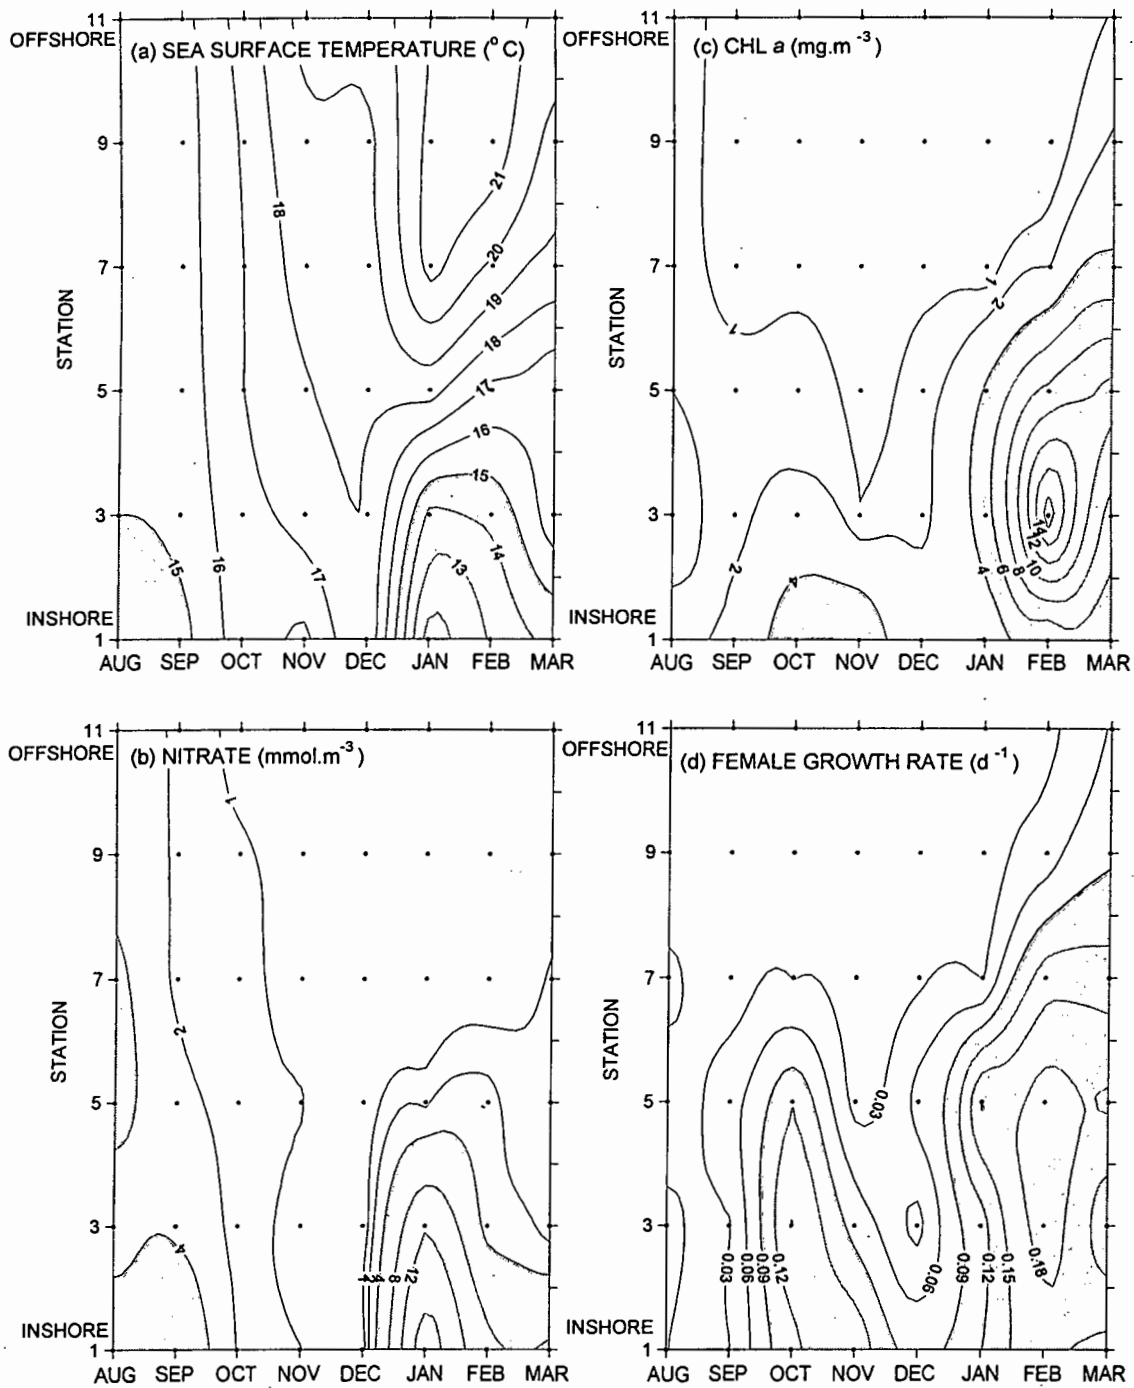 11
OFFSHORE
(a) SEA SURFACE TEMPERATURE (° C)
9
7
5
3
INSHORE
1
STATION
18
21
20
19
18
17
16
15
14
13
15
16
17
AUG SEP OCT NOV DEC JAN FEB MAR
11
OFFSHORE
(c) CHL a (mg.m -3)
9
7
5
3
INSHORE
1
STATION
1
1
2
2
4
14
12
4 6 8 10
AUG SEP OCT NOV DEC JAN FEB MAR
11
OFFSHORE
(b) NITRATE (mmol.m-3)
9
7
5
3
INSHORE
1
STATION
1
2
4
8 12
AUG SEP OCT NOV DEC JAN FEB MAR
11
OFFSHORE
(d) FEMALE GROWTH RATE (d -1)
9
7
5
3
INSHORE
1
STATION
0.03
0.03 0.06 0.09 0.12 0.06 0.09 0.12 0.15 0.18
AUG SEP OCT NOV DEC JAN FEB MAR